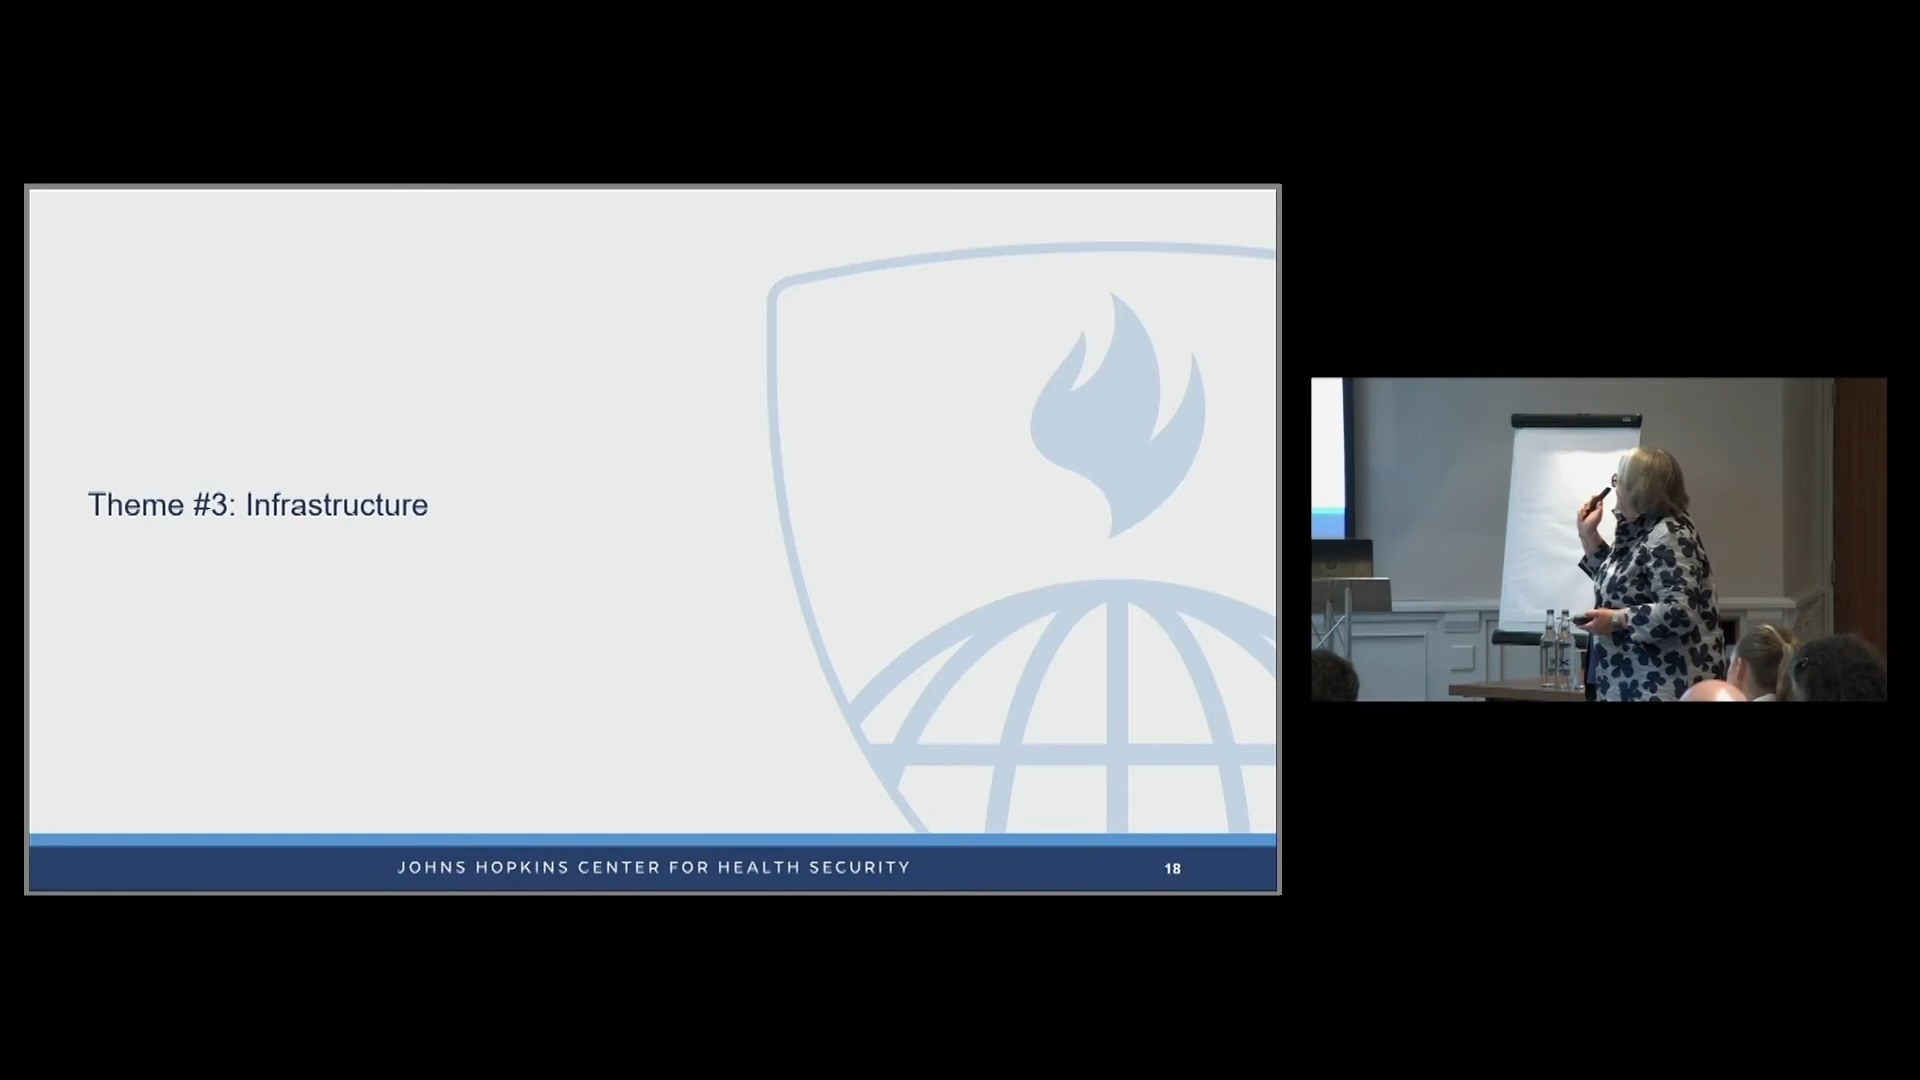 Theme #3: Infrastructure
JOHNS HOPKINS CENTER FOR HEALTH SECURITY
18